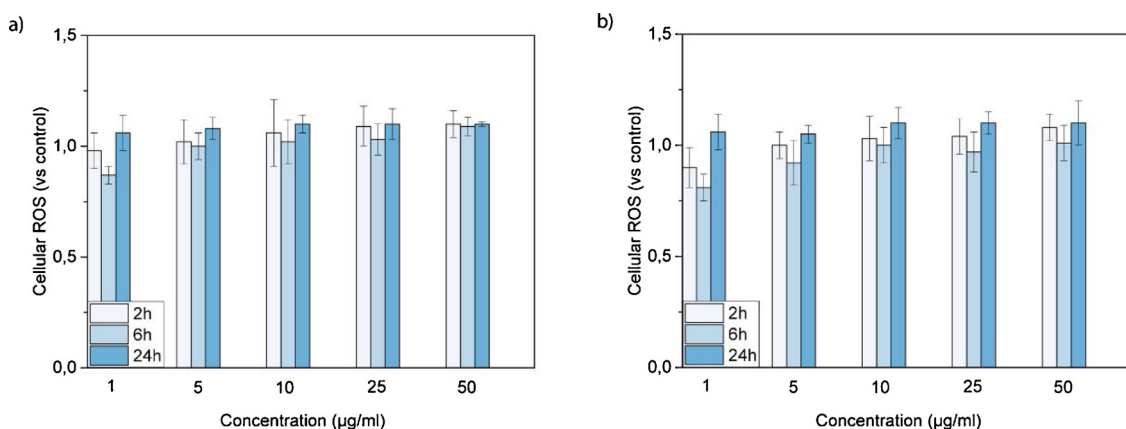 a)
1,5
1,0
0,5
0,0
Cellular ROS (vs control)
2h
6h
24h
1 5 10 25 50
Concentration (µg/ml)
b)
1,5
1,0
0,5
0,0
Cellular ROS (vs control)
2h
6h
24h
1 5 10 25 50
Concentration (µg/ml)